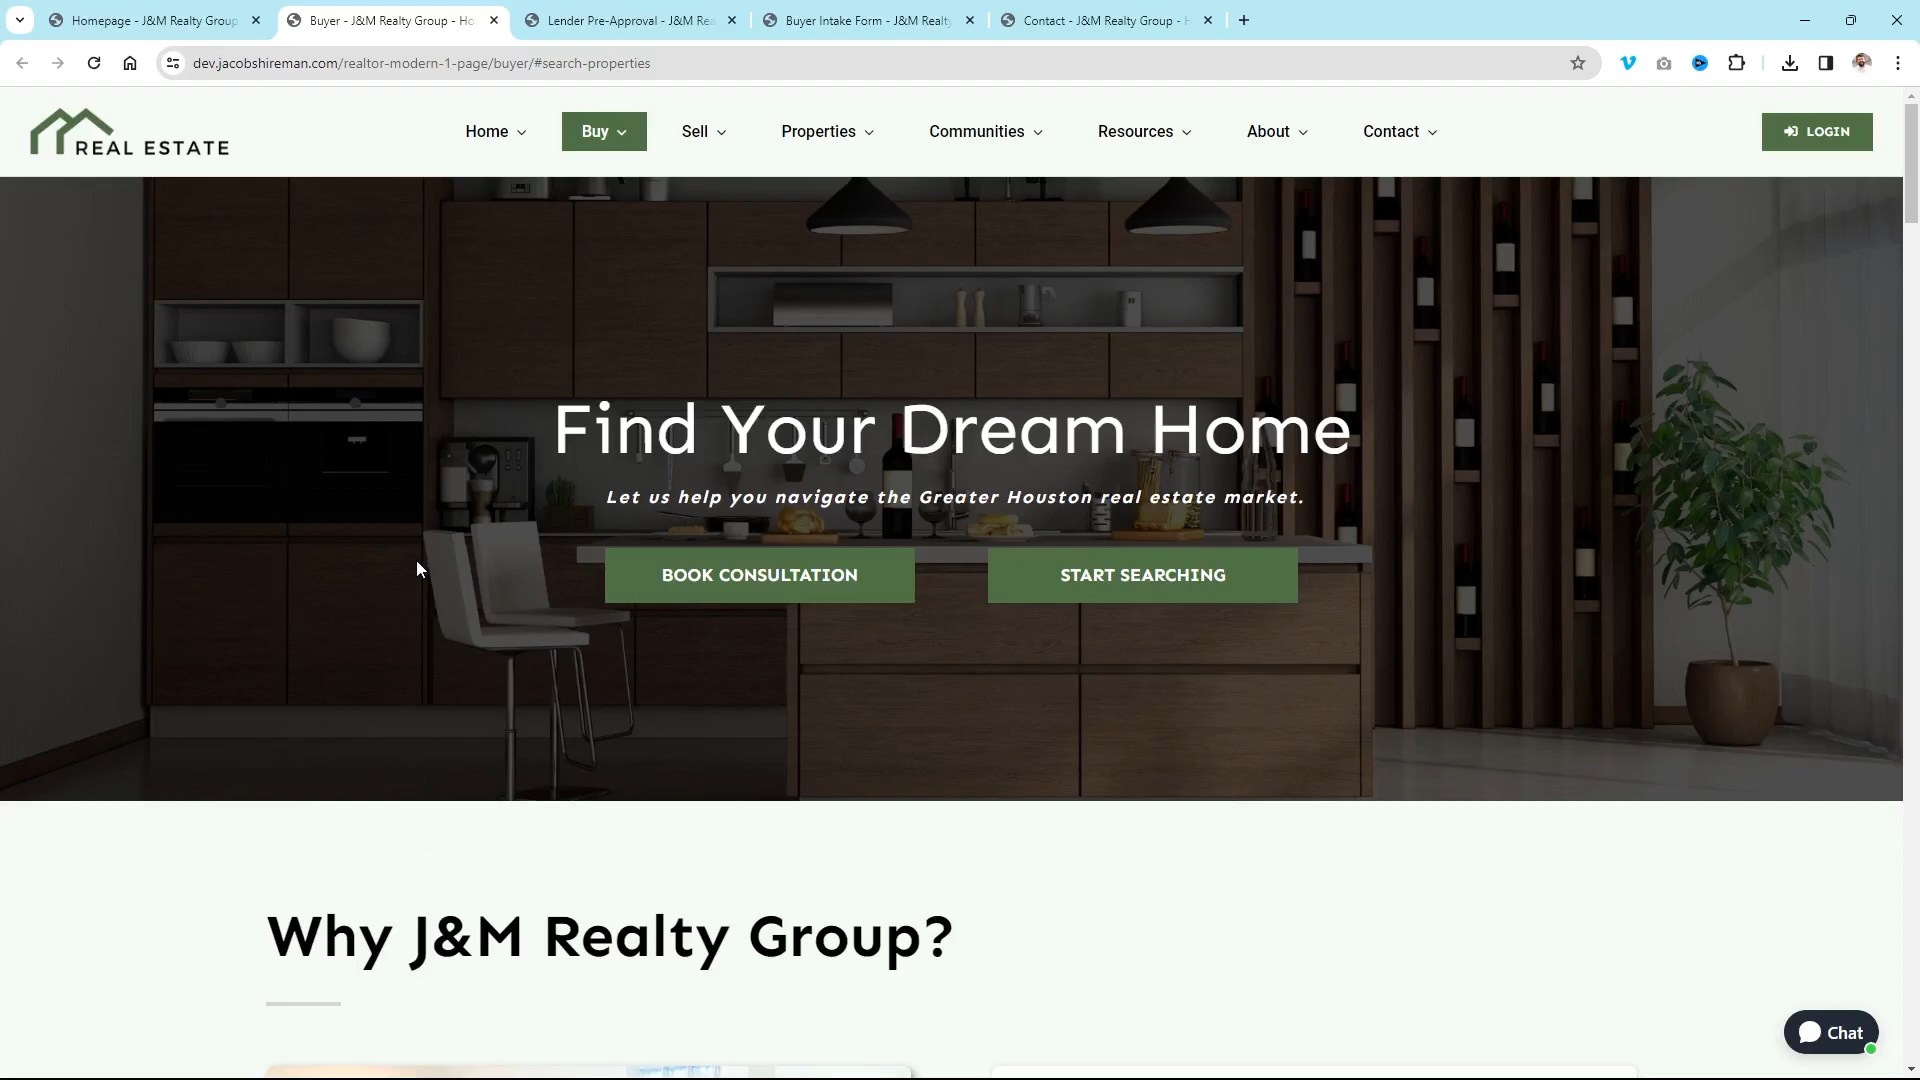 Homepage - J&M Realty Group
Buyer - J&M Realty Group - Ho
Lender Pre-Approval - J&M Rea
Buyer Intake Form - J&M Realty
Contact - J&M Realty Group - H
dev.jacobshireman.com/realtor-modern-1-page/buyer/#search-properties
REAL ESTATE
Home
Buy
Sell
Properties
Communities
Resources
About
Contact
LOGIN
Find Your Dream Home
Let us help you navigate the Greater Houston real estate market.
BOOK CONSULTATION
START SEARCHING
Why J&M Realty Group?
Chat